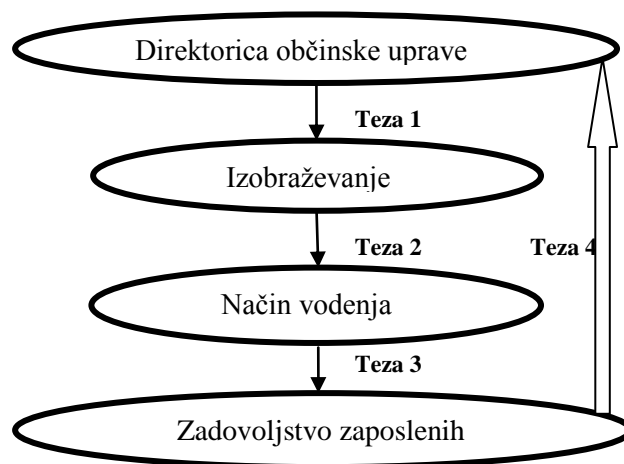 Direktorica občinske uprave
Teza 1
Izobraževanje
Teza 2
Teza 4
Način vodenja
Teza 3
Zadovoljstvo zaposlenih